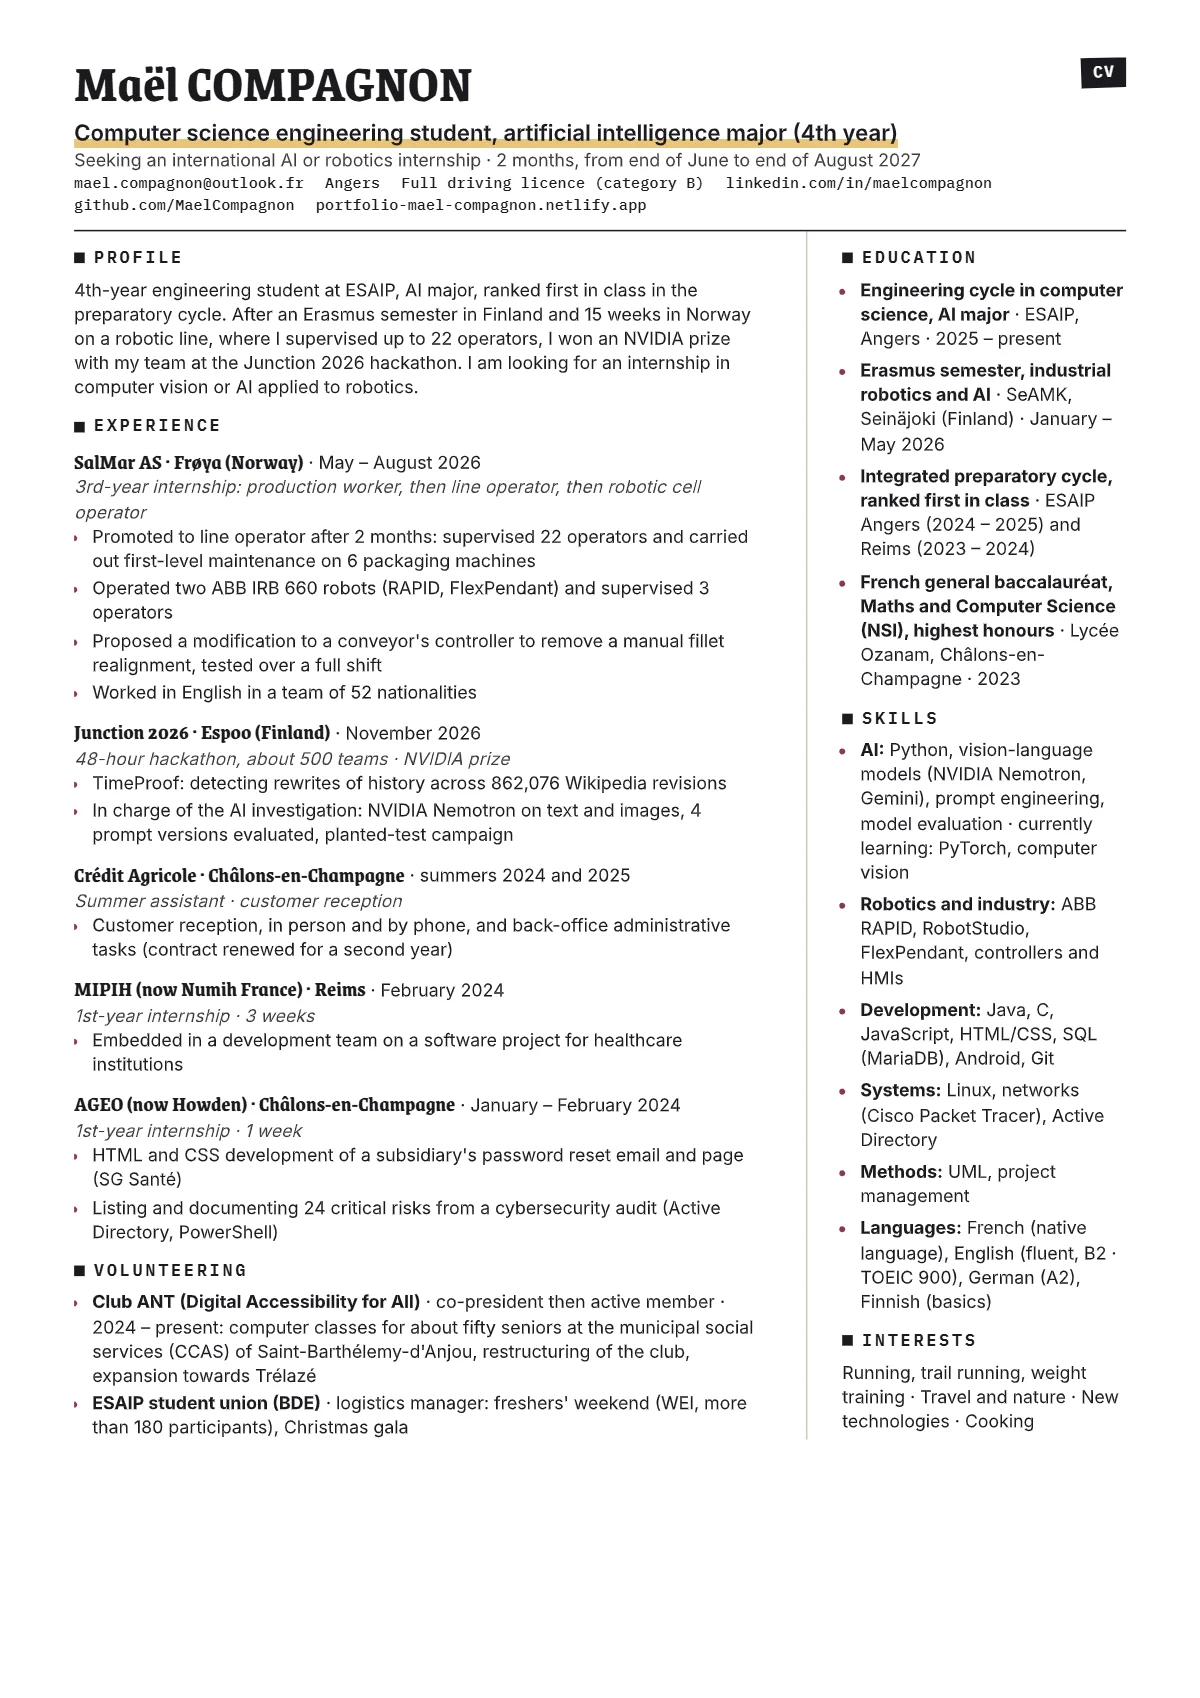 Maël COMPAGNON
CV
Computer science engineering student, artificial intelligence major (4th year)
Seeking an international AI or robotics internship · 2 months, from end of June to end of August 2027
mael.compagnon@outlook.fr Angers Full driving licence (category B) linkedin.com/in/maelcompagnon
github.com/MaelCompagnon portfolio-mael-compagnon.netlify.app
PROFILE
4th-year engineering student at ESAIP, AI major, ranked first in class in the
preparatory cycle. After an Erasmus semester in Finland and 15 weeks in Norway
on a robotic line, where I supervised up to 22 operators, I won an NVIDIA prize
with my team at the Junction 2026 hackathon. I am looking for an internship in
computer vision or AI applied to robotics.
EXPERIENCE
SalMar AS · Frøya (Norway) · May – August 2026
3rd-year internship: production worker, then line operator, then robotic cell
operator
Promoted to line operator after 2 months: supervised 22 operators and carried
out first-level maintenance on 6 packaging machines
Operated two ABB IRB 660 robots (RAPID, FlexPendant) and supervised 3
operators
Proposed a modification to a conveyor's controller to remove a manual fillet
realignment, tested over a full shift
Worked in English in a team of 52 nationalities
Junction 2026 · Espoo (Finland) · November 2026
48-hour hackathon, about 500 teams · NVIDIA prize
TimeProof: detecting rewrites of history across 862,076 Wikipedia revisions
In charge of the AI investigation: NVIDIA Nemotron on text and images, 4
prompt versions evaluated, planted-test campaign
Crédit Agricole · Châlons-en-Champagne · summers 2024 and 2025
Summer assistant · customer reception
Customer reception, in person and by phone, and back-office administrative
tasks (contract renewed for a second year)
MIPIH (now Numih France) · Reims · February 2024
1st-year internship · 3 weeks
Embedded in a development team on a software project for healthcare
institutions
AGEO (now Howden) · Châlons-en-Champagne · January – February 2024
1st-year internship · 1 week
HTML and CSS development of a subsidiary's password reset email and page
(SG Santé)
Listing and documenting 24 critical risks from a cybersecurity audit (Active
Directory, PowerShell)
VOLUNTEERING
Club ANT (Digital Accessibility for All) · co-president then active member ·
2024 – present: computer classes for about fifty seniors at the municipal social
services (CCAS) of Saint-Barthélemy-d'Anjou, restructuring of the club,
expansion towards Trélazé
ESAIP student union (BDE) · logistics manager: freshers' weekend (WEI, more
than 180 participants), Christmas gala
EDUCATION
Engineering cycle in computer
science, AI major · ESAIP,
Angers · 2025 – present
Erasmus semester, industrial
robotics and AI · SeAMK,
Seinäjoki (Finland) · January –
May 2026
Integrated preparatory cycle,
ranked first in class · ESAIP
Angers (2024 – 2025) and
Reims (2023 – 2024)
French general baccalauréat,
Maths and Computer Science
(NSI), highest honours · Lycée
Ozanam, Châlons-en-
Champagne · 2023
SKILLS
AI: Python, vision-language
models (NVIDIA Nemotron,
Gemini), prompt engineering,
model evaluation · currently
learning: PyTorch, computer
vision
Robotics and industry: ABB
RAPID, RobotStudio,
FlexPendant, controllers and
HMIs
Development: Java, C,
JavaScript, HTML/CSS, SQL
(MariaDB), Android, Git
Systems: Linux, networks
(Cisco Packet Tracer), Active
Directory
Methods: UML, project
management
Languages: French (native
language), English (fluent, B2 ·
TOEIC 900), German (A2),
Finnish (basics)
INTERESTS
Running, trail running, weight
training · Travel and nature · New
technologies · Cooking